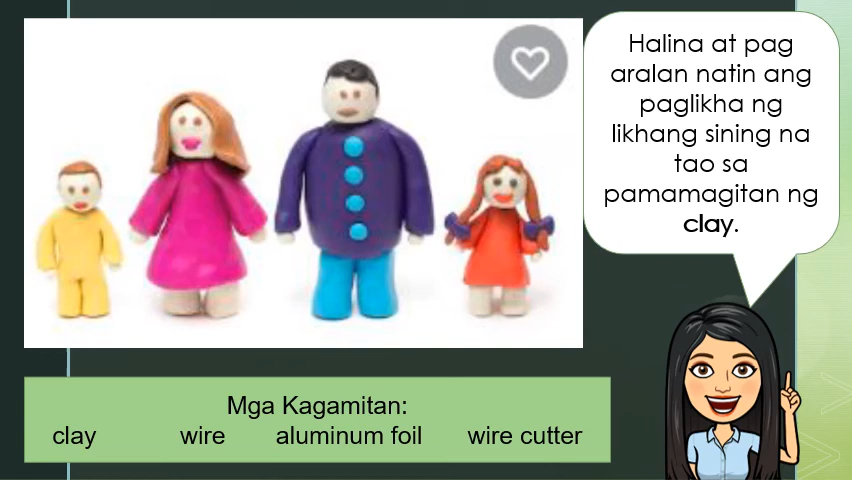 Halina at pag
aralan natin ang
paglikha ng
likhang sining na
tao sa
pamamagitan ng
clay.
Mga Kagamitan:
clay wire aluminum foil wire cutter